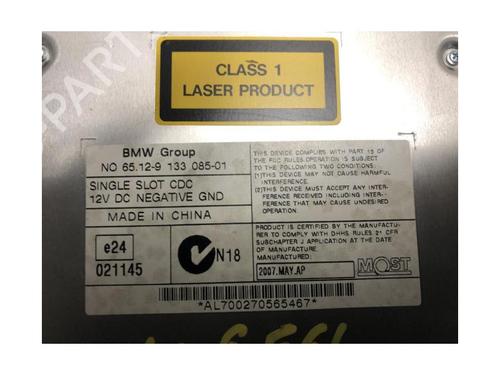 CLASS 1
LASER PRODUCT
BMW Group
NO 65.12-9 133 085-01
SINGLE SLOT CDC
12V DC NEGATIVE GND
MADE IN CHINA
e24
021145
N18
THIS DEVICE COMPLIES WITH PART 15 OF
THE FCC RULES OPERATION IS SUBJECT
TO THE FOLLOWING TWO CONDITIONS:
(1)THIS DEVICE MAY NOT CAUSE HARMFUL
INTERFERENCE, AND
(2)THIS DEVICE MUST ACCEPT ANY INTER-
FERENCE RECEIVED INCLUDING INTERFE-
RENCE THAT MAY CAUSE UNDESIRED
OPERATION.
PRODUCT IS CERTIFIED BY THE MANUFACTU-
RER TO COMPLY WITH DHHS RULES 21 CFR
SUBCHAPTER J APPLICATION AT THE DATE OF
MANUFACTURE.
2007.MAY.AP
MOST
*AL700270565467*